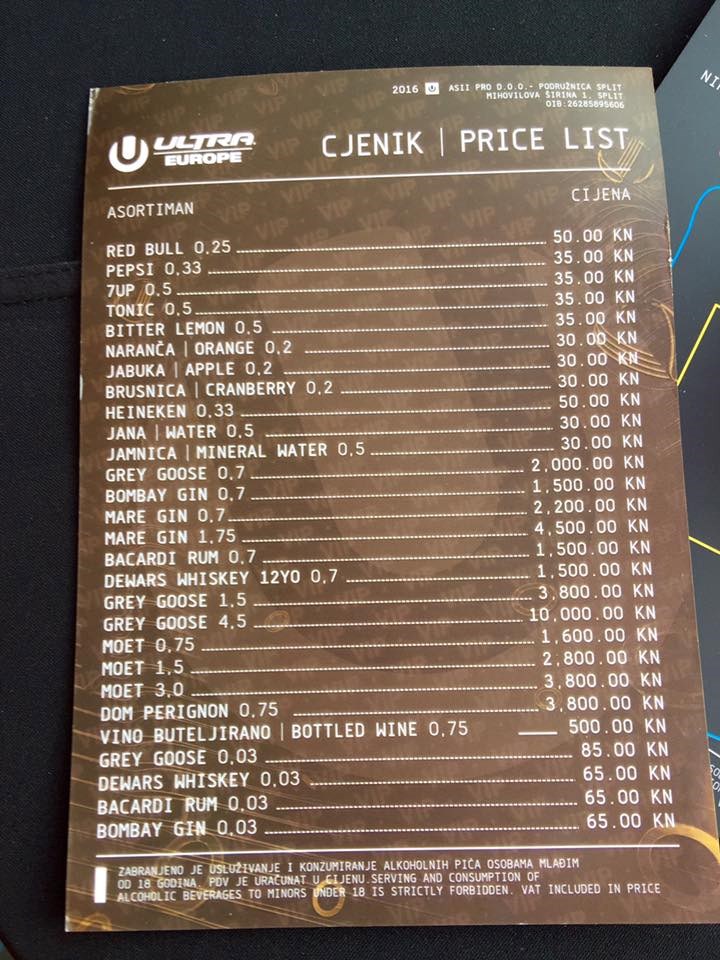 2016 ASII PRO D.O.O.- PODRUŽNICA SPLIT
MIHOVILOVA ŠIRINA 1, SPLIT
OIB:26285895606
ULTRA EUROPE
CJENIK | PRICE LIST
ASORTIMAN CIJENA
RED BULL 0,25 50.00 KN
PEPSI 0,33 35.00 KN
7UP 0,5 35.00 KN
TONIC 0,5 35.00 KN
BITTER LEMON 0,5 35.00 KN
NARANČA | ORANGE 0,2 30.00 KN
JABUKA | APPLE 0,2 30.00 KN
BRUSNICA | CRANBERRY 0,2 30.00 KN
HEINEKEN 0,33 50.00 KN
JANA | WATER 0,5 30.00 KN
JAMNICA | MINERAL WATER 0,5 30.00 KN
GREY GOOSE 0,7 2,000.00 KN
BOMBAY GIN 0,7 1,500.00 KN
MARE GIN 0,7 2,200.00 KN
MARE GIN 1.75 4,500.00 KN
BACARDI RUM 0,7 1,500.00 KN
DEWARS WHISKEY 12YO 0,7 1,500.00 KN
GREY GOOSE 1,5 3,800.00 KN
GREY GOOSE 4,5 10,000.00 KN
MOET 0,75 1,600.00 KN
MOET 1,5 2,800.00 KN
MOET 3,0 3,800.00 KN
DOM PERIGNON 0,75 3,800.00 KN
VINO BUTELJIRANO | BOTTLED WINE 0,75 500.00 KN
GREY GOOSE 0,03 85.00 KN
DEWARS WHISKEY 0,03 65.00 KN
BACARDI RUM 0,03 65.00 KN
BOMBAY GIN 0,03 65.00 KN
ZABRANJENO JE USLUŽIVANJE I KONZUMIRANJE ALKOHOLNIH PIĆA OSOBAMA MLAĐIM
OD 18 GODINA. PDV JE URAČUNAT U CIJENU.SERVING AND CONSUMPTION OF
ALCOHOLIC BEVERAGES TO MINORS UNDER 18 IS STRICTLY FORBIDDEN. VAT INCLUDED IN PRICE